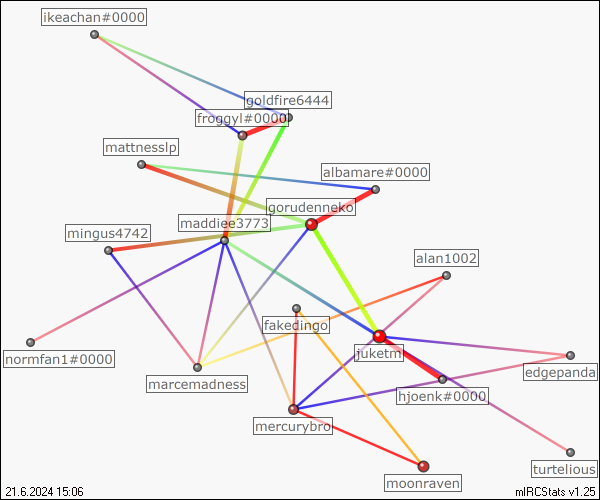 ikeachan#0000
goldfire6444
froggyl#0000
mattnesslp
albamare#0000
gorudenneko
maddiee3773
mingus4742
alan1002
fakedingo
juketm
normfan1#0000
edgepanda
marcemadness
hjoenk#0000
mercurybro
turtelious
moonraven
21.6.2024 15:06
mIRCStats v1.25